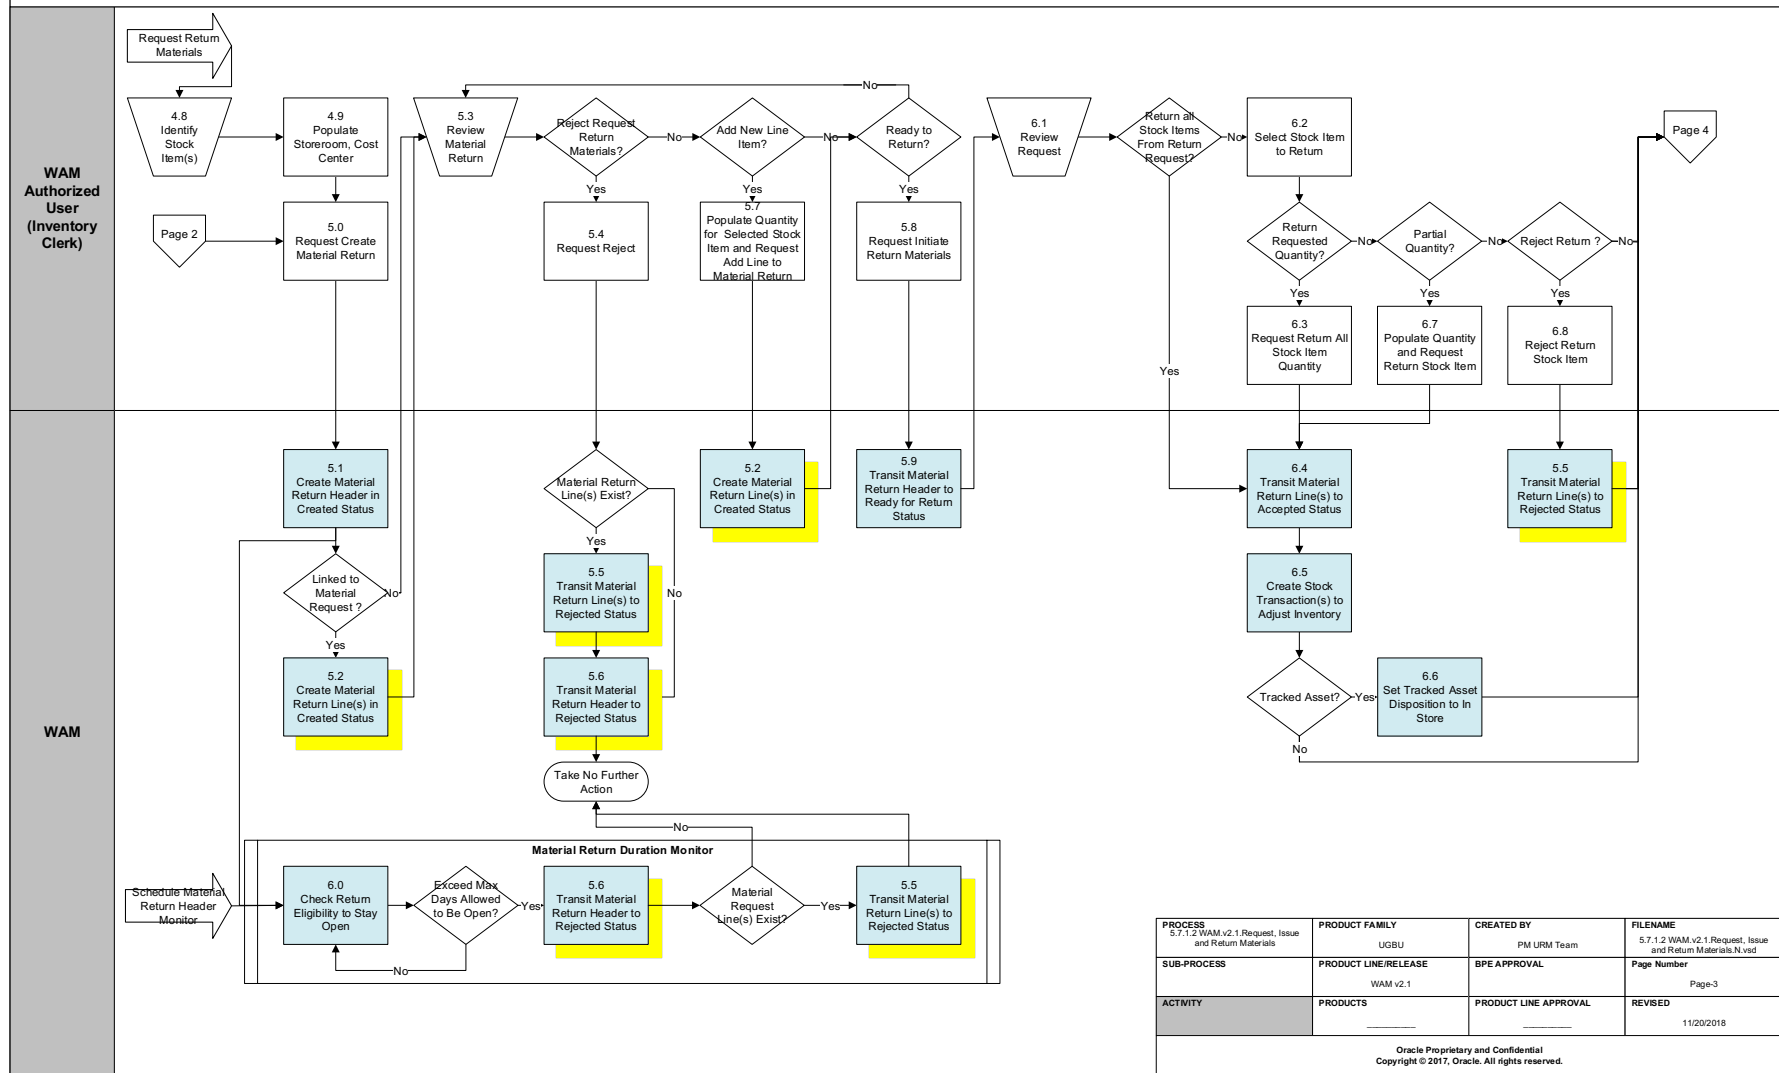 WAM
Authorized
User
(Inventory
Clerk)
Request Return
Materials
4.8
Identify
Stock
Item(s)
4.9
Populate
Storeroom, Cost
Center
Page 2
5.0
Request Create
Material Return
5.3
Review
Material
Return
Reject Request
Return
Materials?
No
Yes
5.4
Request Reject
Add New Line
Item?
No
Yes
5.7
Populate Quantity
for Selected Stock
Item and Request
Add Line to
Material Return
No
Ready to
Return?
Yes
5.8
Request Initiate
Return Materials
6.1
Review
Request
Return all
Stock Items
From Return
Request?
No
Yes
6.2
Select Stock Item
to Return
Return
Requested
Quantity?
No
Yes
Partial
Quantity?
No
Yes
Reject Return ?
No
Yes
6.3
Request Return All
Stock Item
Quantity
6.7
Populate Quantity
and Request
Return Stock Item
6.8
Reject Return
Stock Item
Page 4
WAM
5.1
Create Material
Return Header in
Created Status
Linked to
Material
Request ?
No
Yes
5.2
Create Material
Return Line(s) in
Created Status
Material Return
Line(s) Exist?
Yes
No
5.5
Transit Material
Return Line(s) to
Rejected Status
5.6
Transit Material
Return Header to
Rejected Status
Take No Further
Action
5.2
Create Material
Return Line(s) in
Created Status
5.9
Transit Material
Return Header to
Ready for Return
Status
6.4
Transit Material
Return Line(s) to
Accepted Status
5.5
Transit Material
Return Line(s) to
Rejected Status
6.5
Create Stock
Transaction(s) to
Adjust Inventory
Tracked Asset?
Yes
No
6.6
Set Tracked Asset
Disposition to In
Store
Schedule Material
Return Header
Monitor
Material Return Duration Monitor
6.0
Check Return
Eligibility to Stay
Open
Exceed Max
Days Allowed
to Be Open?
Yes
No
5.6
Transit Material
Return Header to
Rejected Status
Material
Request
Line(s) Exist?
No
Yes
5.5
Transit Material
Return Line(s) to
Rejected Status
PROCESS
5.7.1.2 WAM.v2.1.Request, Issue
and Return Materials
PRODUCT FAMILY
UGBU
CREATED BY
PM URM Team
FILENAME
5.7.1.2 WAM.v2.1.Request, Issue
and Return Materials.N.vsd
SUB-PROCESS
PRODUCT LINE/RELEASE
WAM v2.1
BPE APPROVAL
Page Number
Page-3
ACTIVITY
PRODUCTS
PRODUCT LINE APPROVAL
REVISED
11/20/2018
Oracle Proprietary and Confidential
Copyright © 2017, Oracle. All rights reserved.